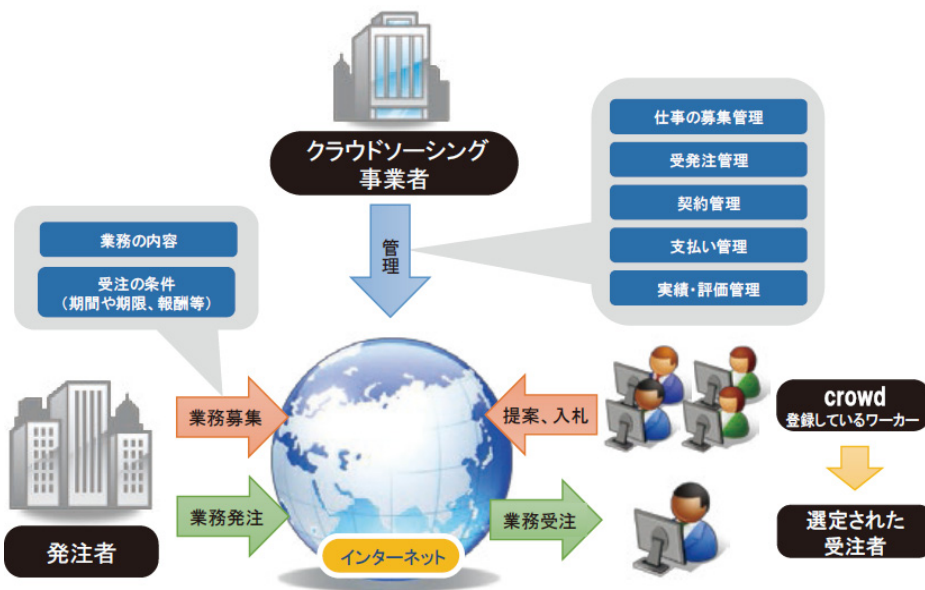 クラウドソーシング
事業者
仕事の募集管理
受発注管理
契約管理
支払い管理
実績・評価管理
管理
業務の内容
受注の条件
（期間や期限、報酬等）
業務募集
提案、入札
crowd
登録しているワーカー
発注者
業務発注
業務受注
選定された
受注者
インターネット